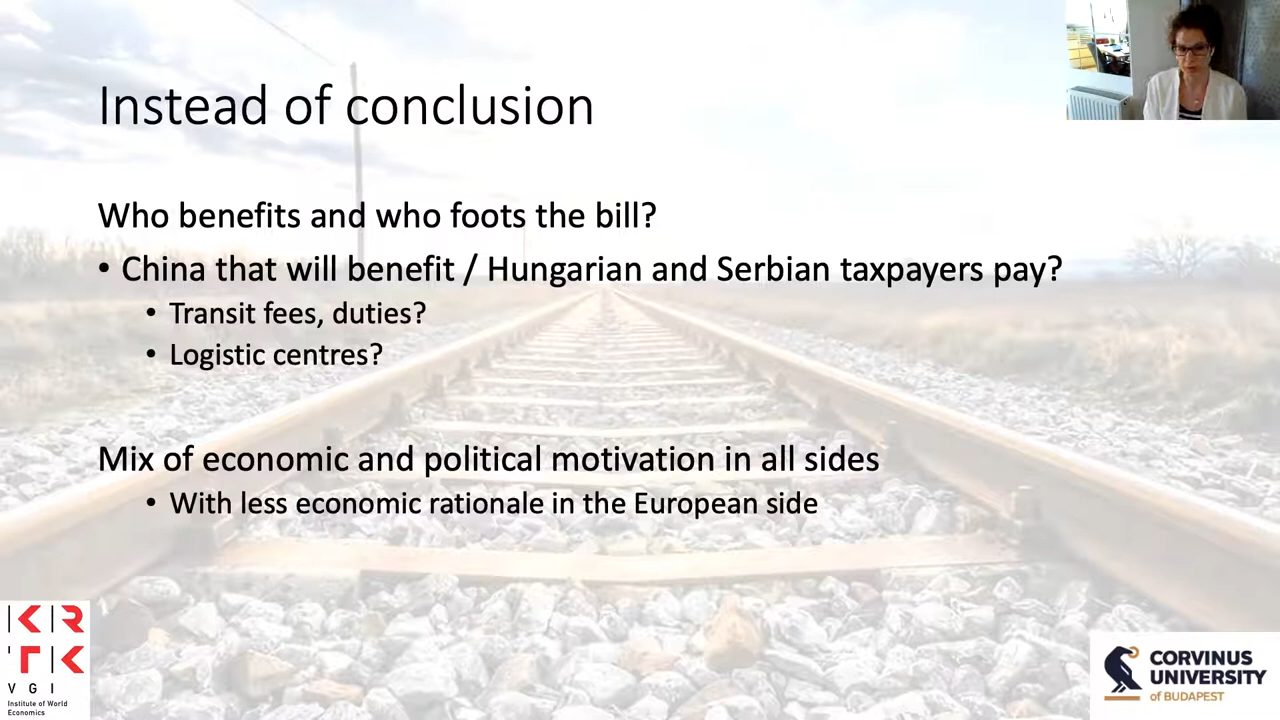 Instead of conclusion
Who benefits and who foots the bill?
• China that will benefit / Hungarian and Serbian taxpayers pay?
• Transit fees, duties?
• Logistic centres?
Mix of economic and political motivation in all sides
• With less economic rationale in the European side
KR
TK
VGI
Institute of World
Economics
CORVINUS
UNIVERSITY
of BUDAPEST